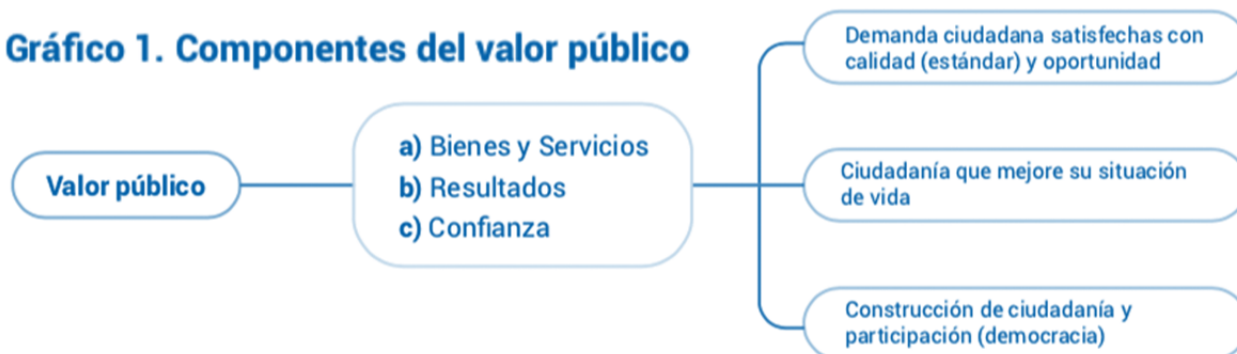 Gráfico 1. Componentes del valor público
Valor público
a) Bienes y Servicios
b) Resultados
c) Confianza
Demanda ciudadana satisfechas con
calidad (estándar) y oportunidad
Ciudadanía que mejore su situación
de vida
Construcción de ciudadanía y
participación (democracia)